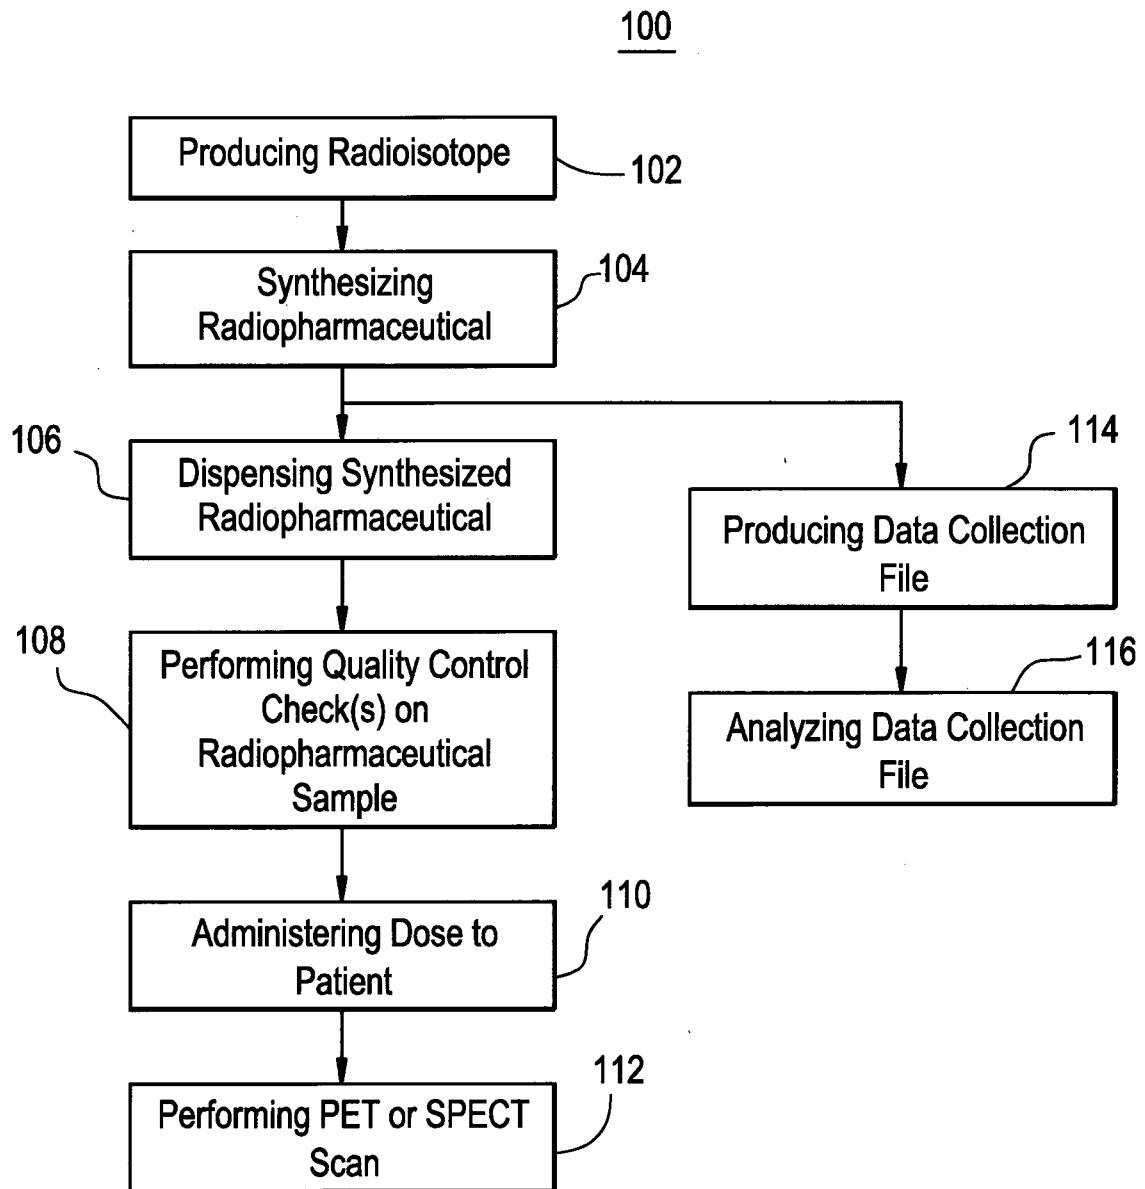 100
Producing Radioisotope
102
Synthesizing
Radiopharmaceutical
104
106
Dispensing Synthesized
Radiopharmaceutical
114
Producing Data Collection
File
108
Performing Quality Control
Check(s) on
Radiopharmaceutical
Sample
116
Analyzing Data Collection
File
110
Administering Dose to
Patient
112
Performing PET or SPECT
Scan